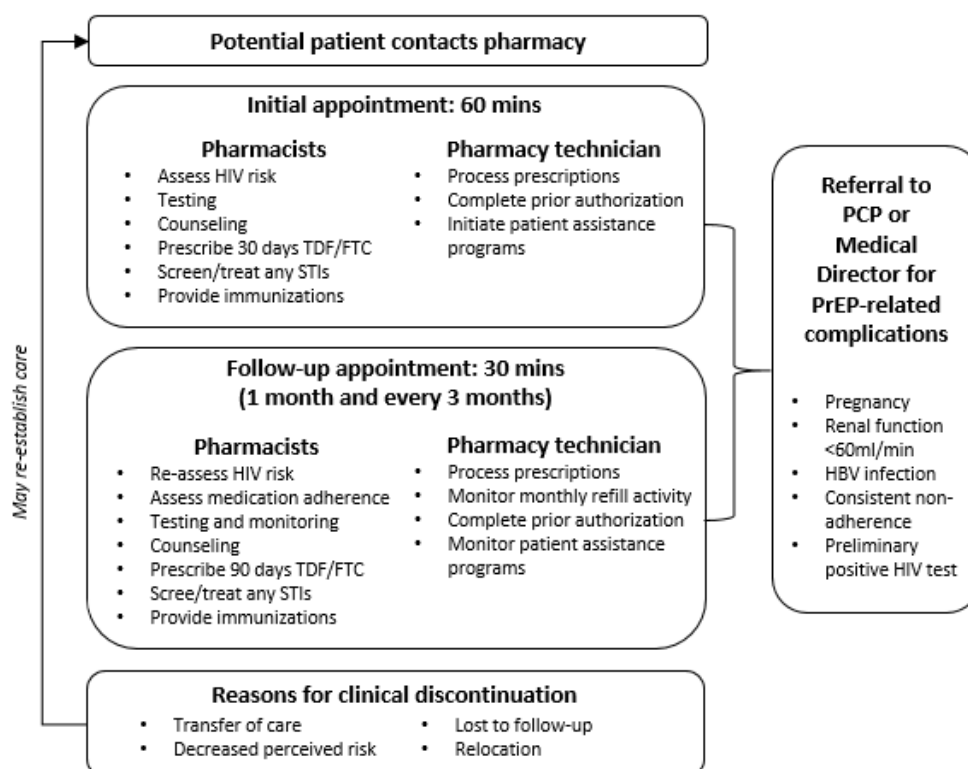 Potential patient contacts pharmacy
Initial appointment: 60 mins
Pharmacists
• Assess HIV risk
• Testing
• Counseling
• Prescribe 30 days TDF/FTC
• Screen/treat any STIs
• Provide immunizations
Pharmacy technician
• Process prescriptions
• Complete prior authorization
• Initiate patient assistance
programs
Follow-up appointment: 30 mins
(1 month and every 3 months)
Pharmacists
• Re-assess HIV risk
• Assess medication adherence
• Testing and monitoring
• Counseling
• Prescribe 90 days TDF/FTC
• Scree/treat any STIs
• Provide immunizations
Pharmacy technician
• Process prescriptions
• Monitor monthly refill activity
• Complete prior authorization
• Monitor patient assistance
programs
Reasons for clinical discontinuation
• Transfer of care
• Decreased perceived risk
• Lost to follow-up
• Relocation
May re-establish care
Referral to
PCP or
Medical
Director for
PrEP-related
complications
• Pregnancy
• Renal function
<60ml/min
• HBV infection
• Consistent non-
adherence
• Preliminary
positive HIV test